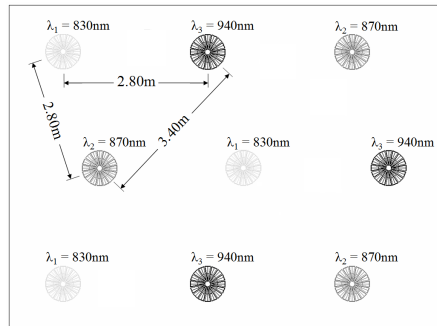 λ₁ = 830nm
λ₃ = 940nm
λ₂ = 870nm
2.80m
2.80m
3.40m
λ₂ = 870nm
λ₁ = 830nm
λ₃ = 940nm
λ₁ = 830nm
λ₃ = 940nm
λ₂ = 870nm